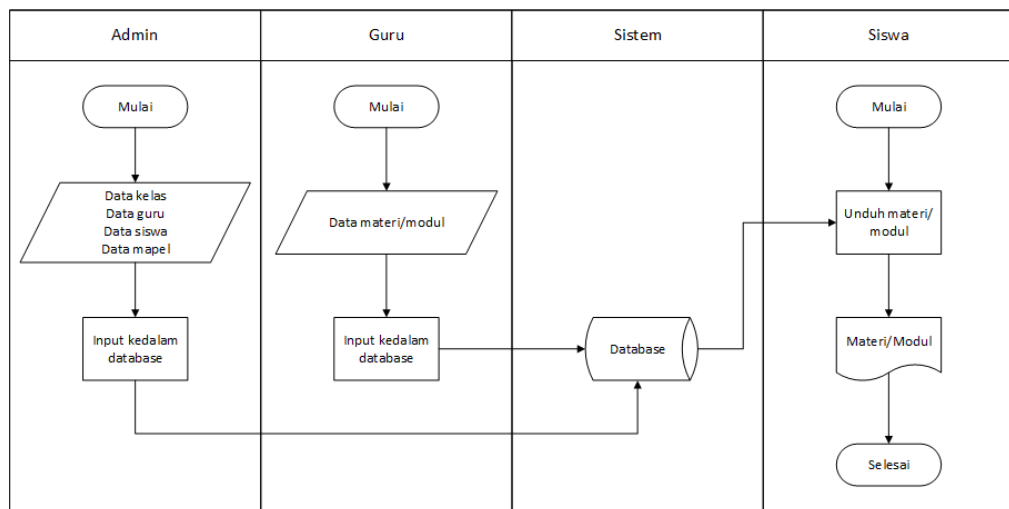 Admin
Guru
Sistem
Siswa
Mulai
Data kelas
Data guru
Data siswa
Data mapel
Input kedalam
database
Mulai
Data materi/modul
Input kedalam
database
Database
Mulai
Unduh materi/
modul
Materi/Modul
Selesai